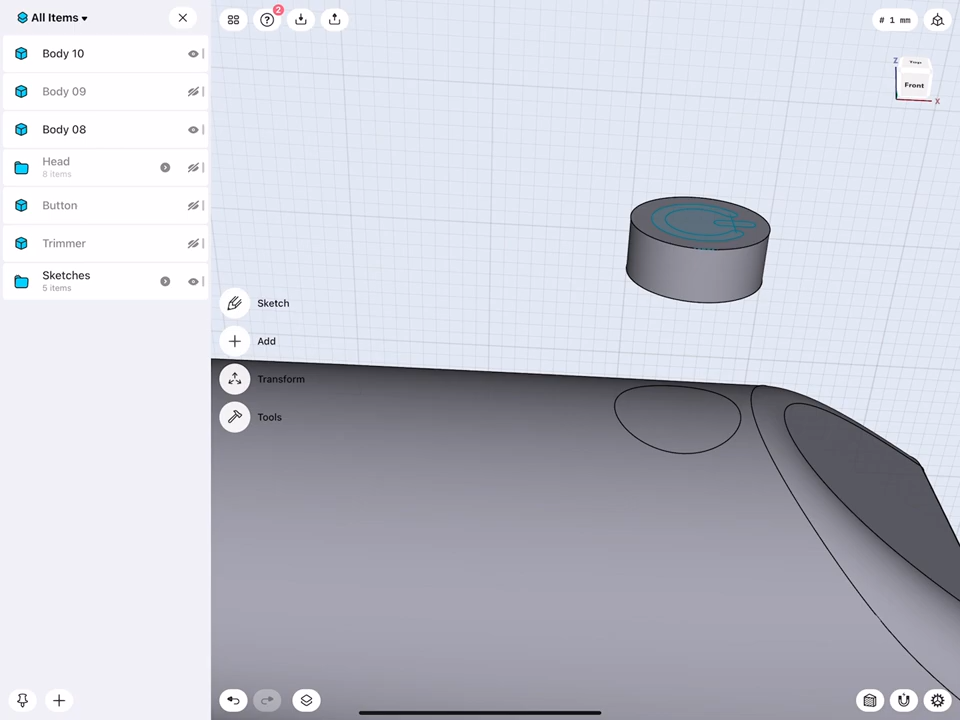 All Items
Body 10
Body 09
Body 08
Head
8 items
Button
Trimmer
Sketches
5 items
2
# 1 mm
Z
Front
X
Sketch
Add
Transform
Tools